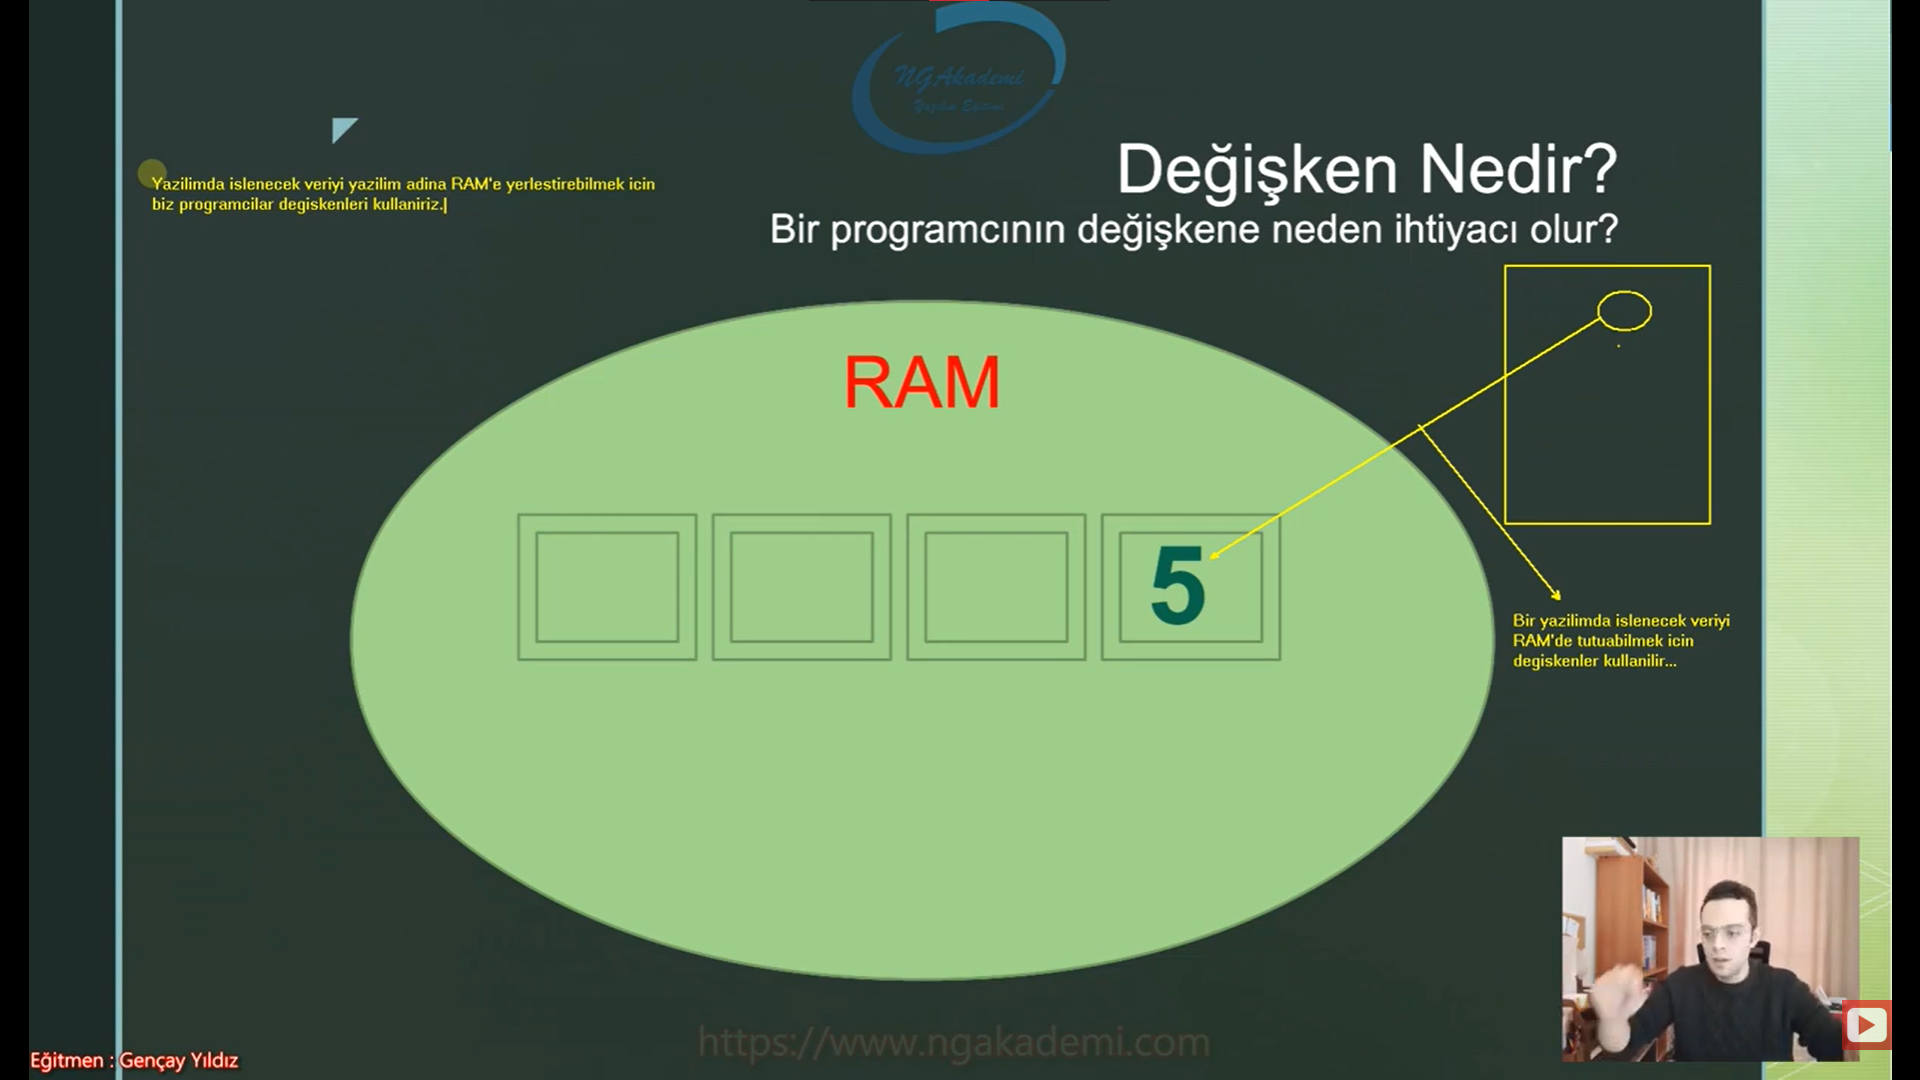 NGAkademi
Yazılım Eğitimi
Değişken Nedir?
Bir programcının değişkene neden ihtiyacı olur?
Yazilimda islenecek veriyi yazilim adina RAM'e yerlestirebilmek icin
biz programcilar degiskenleri kullaniriz.
RAM
5
Bir yazilimda islenecek veriyi
RAM'de tutuabilmek icin
degiskenler kullanilir...
https://www.ngakademi.com
Eğitmen : Gençay Yıldız